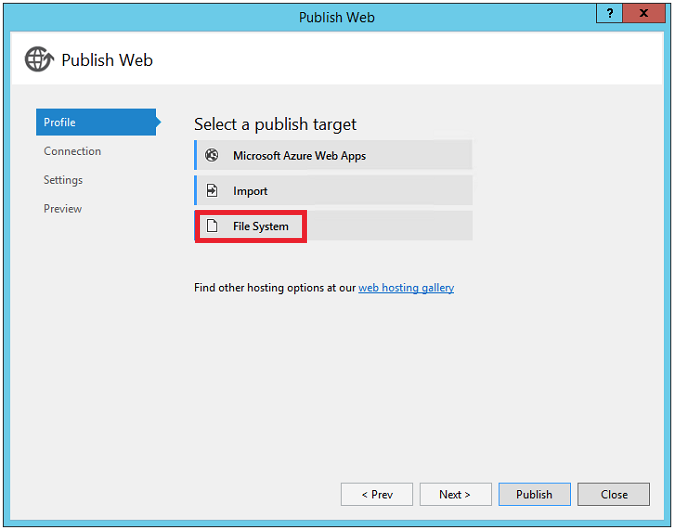 Publish Web
?
x
Publish Web
Profile
Connection
Settings
Preview
Select a publish target
Microsoft Azure Web Apps
Import
File System
Find other hosting options at our web hosting gallery
< Prev
Next >
Publish
Close